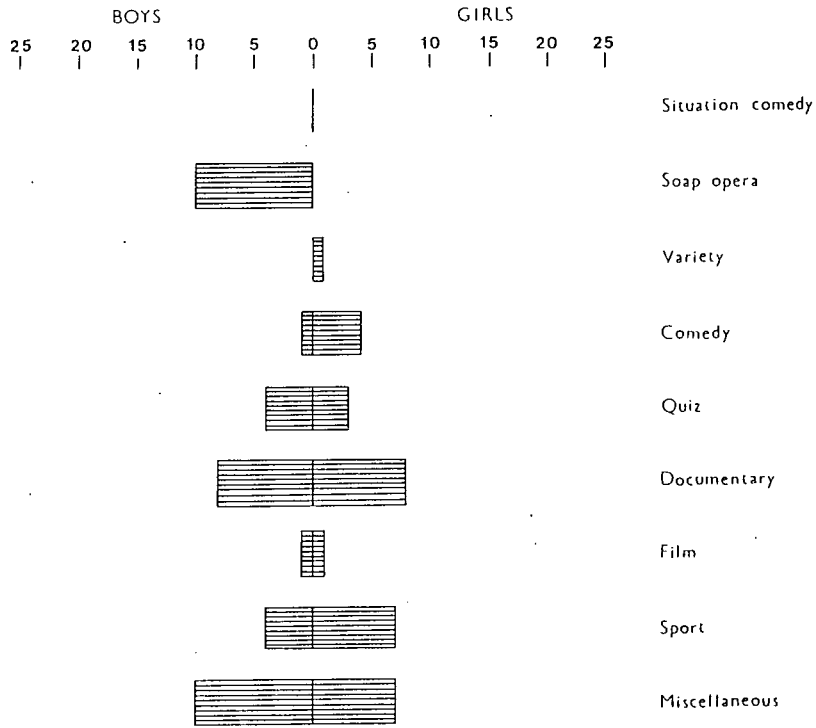 BOYS GIRLS
25 20 15 10 5 0 5 10 15 20 25
Situation comedy
Soap opera
Variety
Comedy
Quiz
Documentary
Film
Sport
Miscellaneous